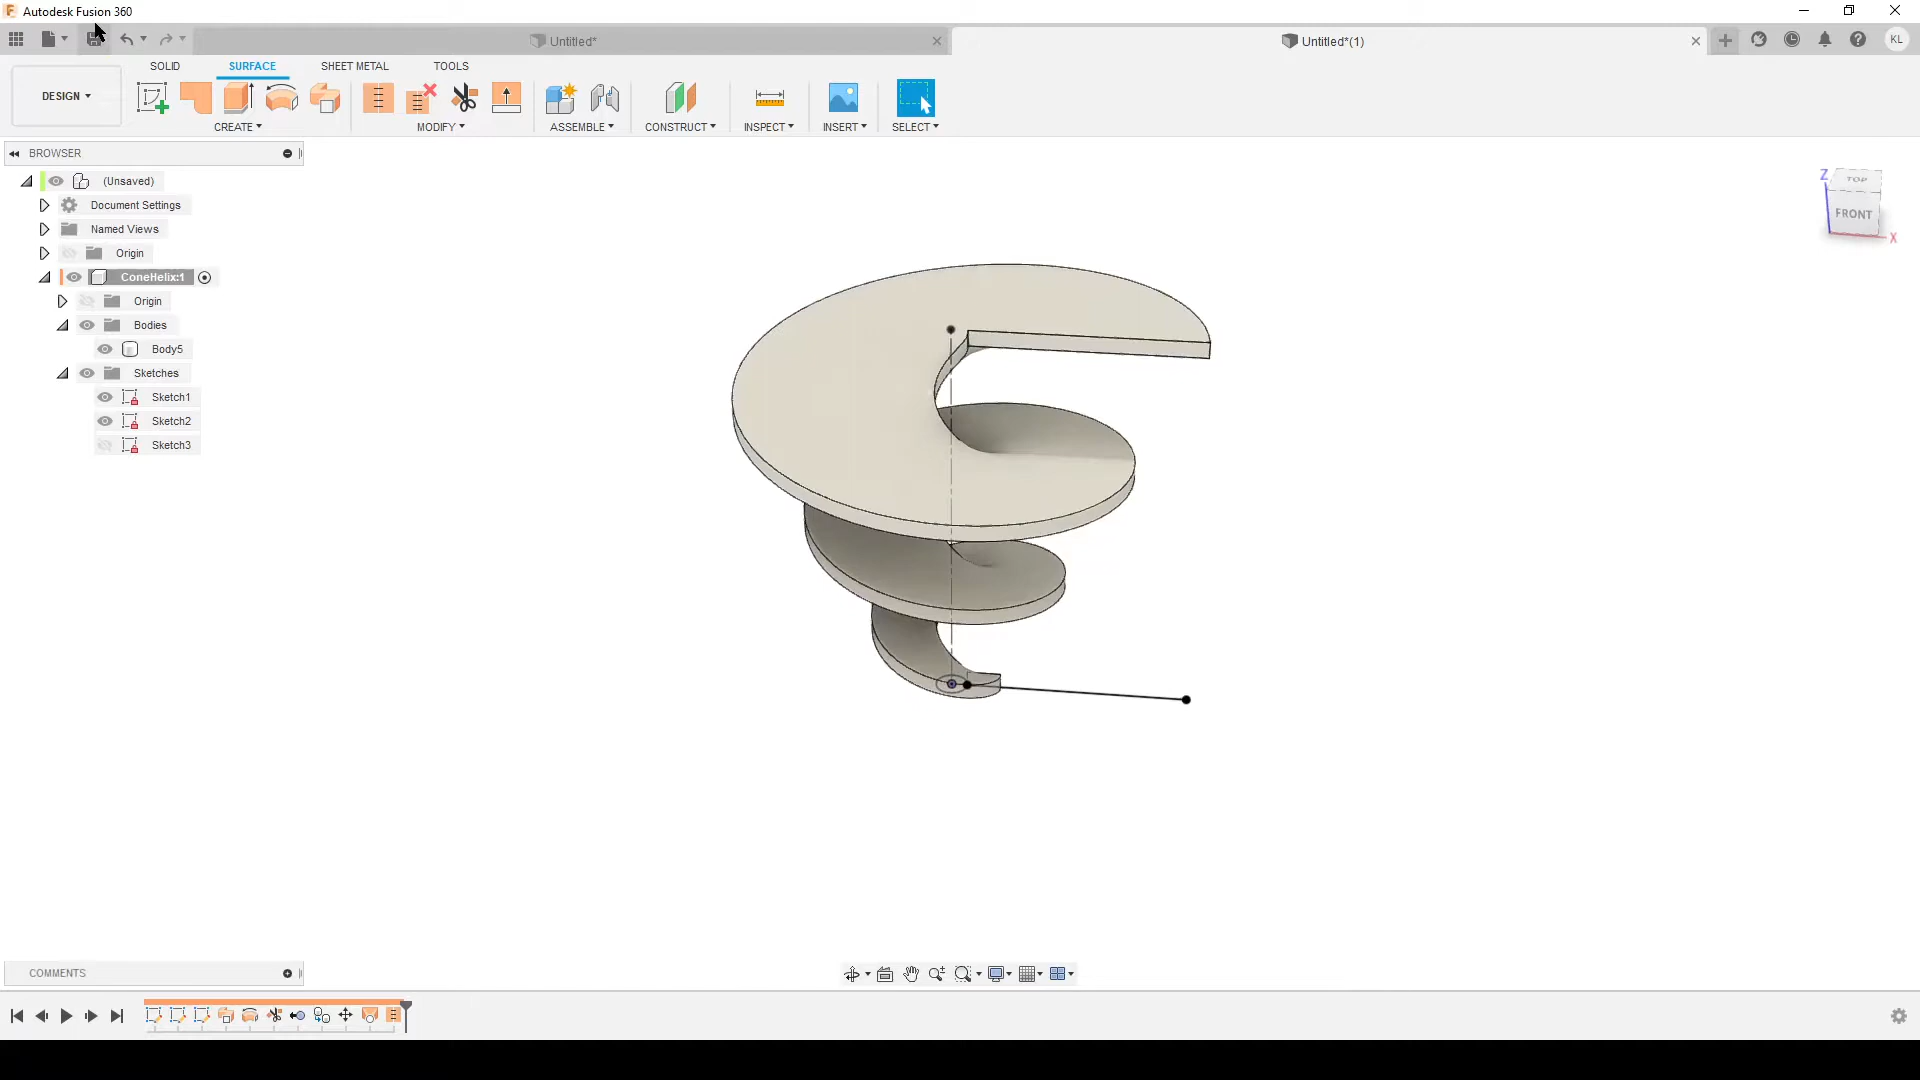 Autodesk Fusion 360
Untitled*
Untitled*(1)
KL
SOLID
SURFACE
SHEET METAL
TOOLS
DESIGN
CREATE
MODIFY
ASSEMBLE
CONSTRUCT
INSPECT
INSERT
SELECT
BROWSER
(Unsaved)
Document Settings
Named Views
Origin
ConeHelix:1
Origin
Bodies
Body5
Sketches
Sketch1
Sketch2
Sketch3
Z
TOP
FRONT
X
COMMENTS